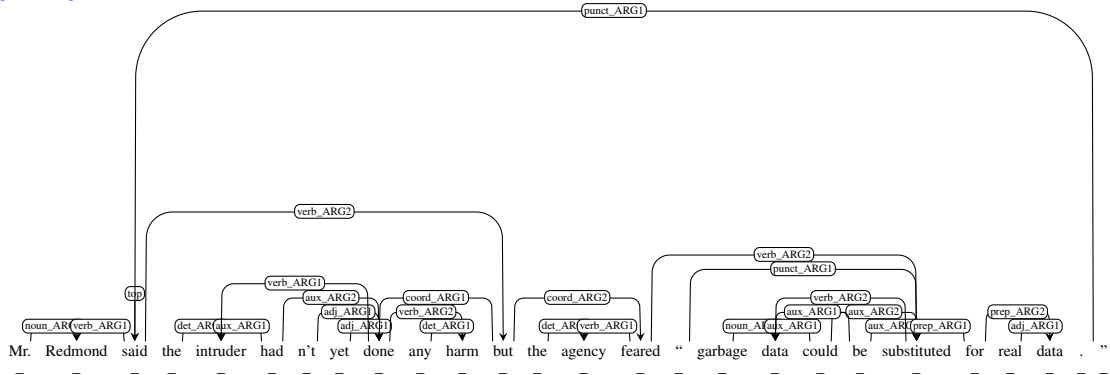 punct_ARG1
verb_ARG2
verb_ARG2
punct_ARG1
verb_ARG1
top
aux_ARG2 coord_ARG1 coord_ARG2 verb_ARG2
adj_ARG1 verb_ARG2 aux_ARG1 aux_ARG2 prep_ARG2
verb_ARG1 aux_ARG1 adj_ARG1 det_ARG1 verb_ARG1 aux_ARG1 prep_ARG1 adj_ARG1
Mr. Redmond said the intruder had n't yet done any harm but the agency feared “ garbage data could be substituted for real data . ”